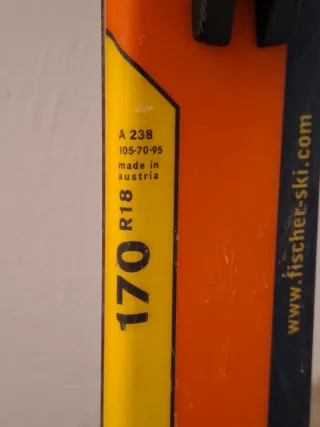 A 238
105-70-95
made in
austria
170 R18
www.fischer-ski.com